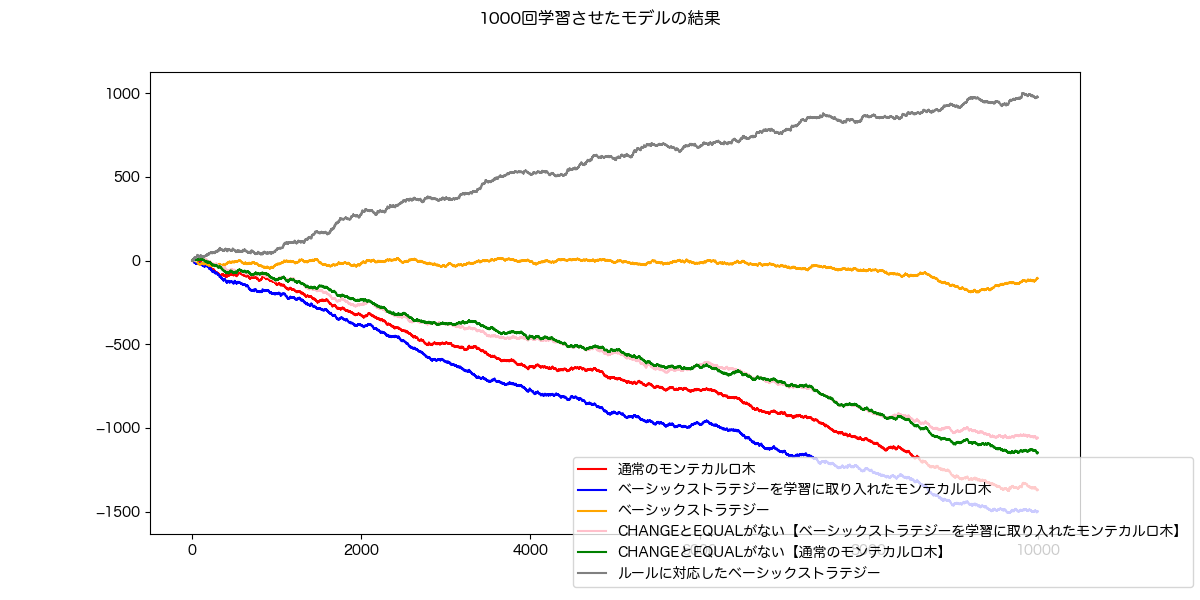 1000回学習させたモデルの結果
1000
500
0
−500
−1000
−1500
0
2000
4000
6000
8000
10000
通常のモンテカルロ木
ベーシックストラテジーを学習に取り入れたモンテカルロ木
ベーシックストラテジー
CHANGEとEQUALがない【ベーシックストラテジーを学習に取り入れたモンテカルロ木】
CHANGEとEQUALがない【通常のモンテカルロ木】
ルールに対応したベーシックストラテジー